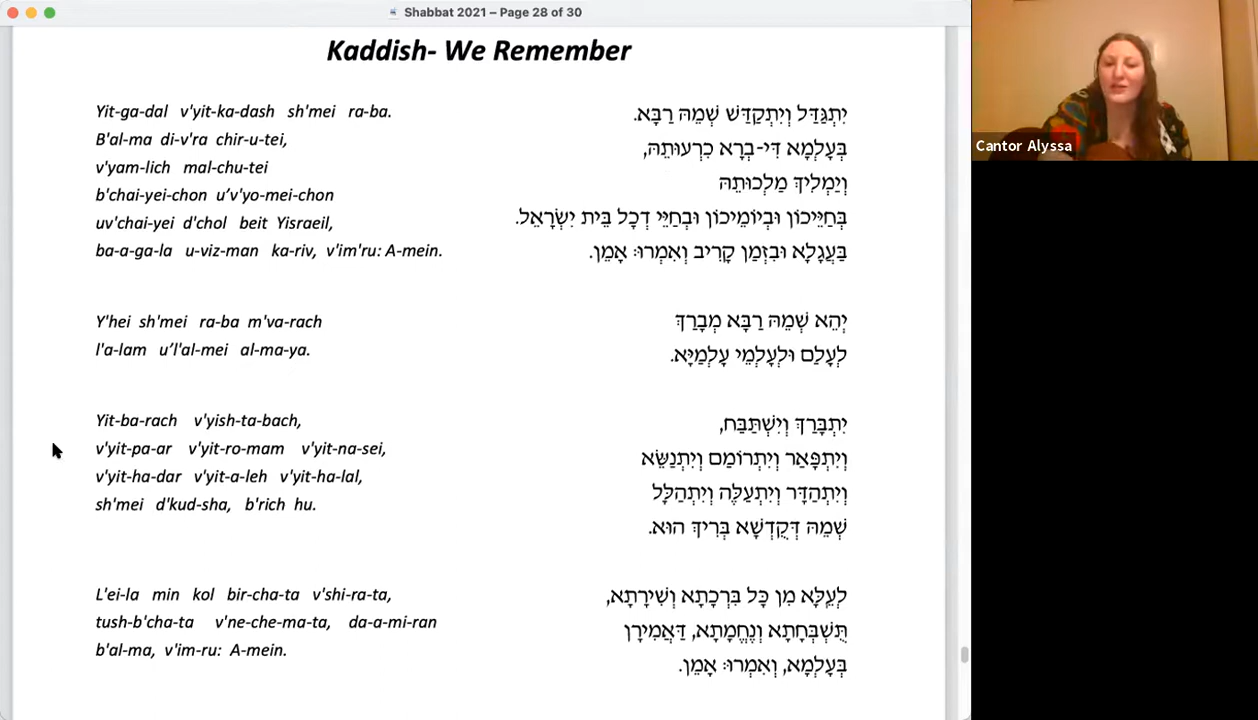 Shabbat 2021 – Page 28 of 30
Kaddish- We Remember
Yit-ga-dal v'yit-ka-dash sh'mei ra-ba.
B'al-ma di-v'ra chir-u-tei,
v'yam-lich mal-chu-tei
b'chai-yei-chon u’v'yo-mei-chon
uv'chai-yei d'chol beit Yisraeil,
ba-a-ga-la u-viz-man ka-riv, v'im'ru: A-mein.
Y'hei sh'mei ra-ba m'va-rach
l'a-lam u’l'al-mei al-ma-ya.
Yit-ba-rach v'yish-ta-bach,
v'yit-pa-ar v'yit-ro-mam v'yit-na-sei,
v'yit-ha-dar v'yit-a-leh v'yit-ha-lal,
sh'mei d'kud-sha, b'rich hu.
L'ei-la min kol bir-cha-ta v'shi-ra-ta,
tush-b'cha-ta v'ne-che-ma-ta, da-a-mi-ran
b'al-ma, v'im-ru: A-mein.
יִתְגַּדַּל וְיִתְקַדַּשׁ שְׁמֵהּ רַבָּא.
בְּעָלְמָא דִּי-בְרָא כִרְעוּתֵהּ,
וְיַמְלִיךְ מַלְכוּתֵהּ
בְּחַיֵּיכוֹן וּבְיוֹמֵיכוֹן וּבְחַיֵּי דְכָל בֵּית יִשְׂרָאֵל.
בַּעֲגָלָא וּבִזְמַן קָרִיב וְאִמְרוּ: אָמֵן.
יְהֵא שְׁמֵהּ רַבָּא מְבָרַךְ
לְעָלַם וּלְעָלְמֵי עָלְמַיָּא.
יִתְבָּרַךְ וְיִשְׁתַּבַּח,
וְיִתְפָּאַר וְיִתְרוֹמַם וְיִתְנַשֵּׂא
וְיִתְהַדָּר וְיִתְעַלֶּה וְיִתְהַלָּל
שְׁמֵהּ דְּקֻדְשָׁא בְּרִיךְ הוּא.
לְעֵלָּא מִן כָּל בִּרְכָתָא וְשִׁירָתָא,
תֻּשְׁבְּחָתָא וְנֶחֱמָתָא, דַּאֲמִירָן
בְּעָלְמָא, וְאִמְרוּ: אָמֵן.
Cantor Alyssa